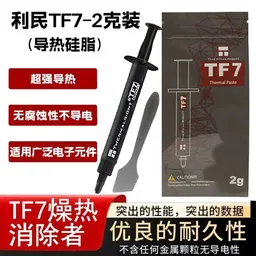 利民TF7-2克装
(导热硅脂)
超强导热
无腐蚀性不导电
适用广泛电子元件
THERMALRIGHT
TF7
TF7
Thermal Paste
CAUTIONS
2g
TF7燥热
消除者
突出的性能，突出的数据
优良的耐久性
不含任何金属颗粒无导电性